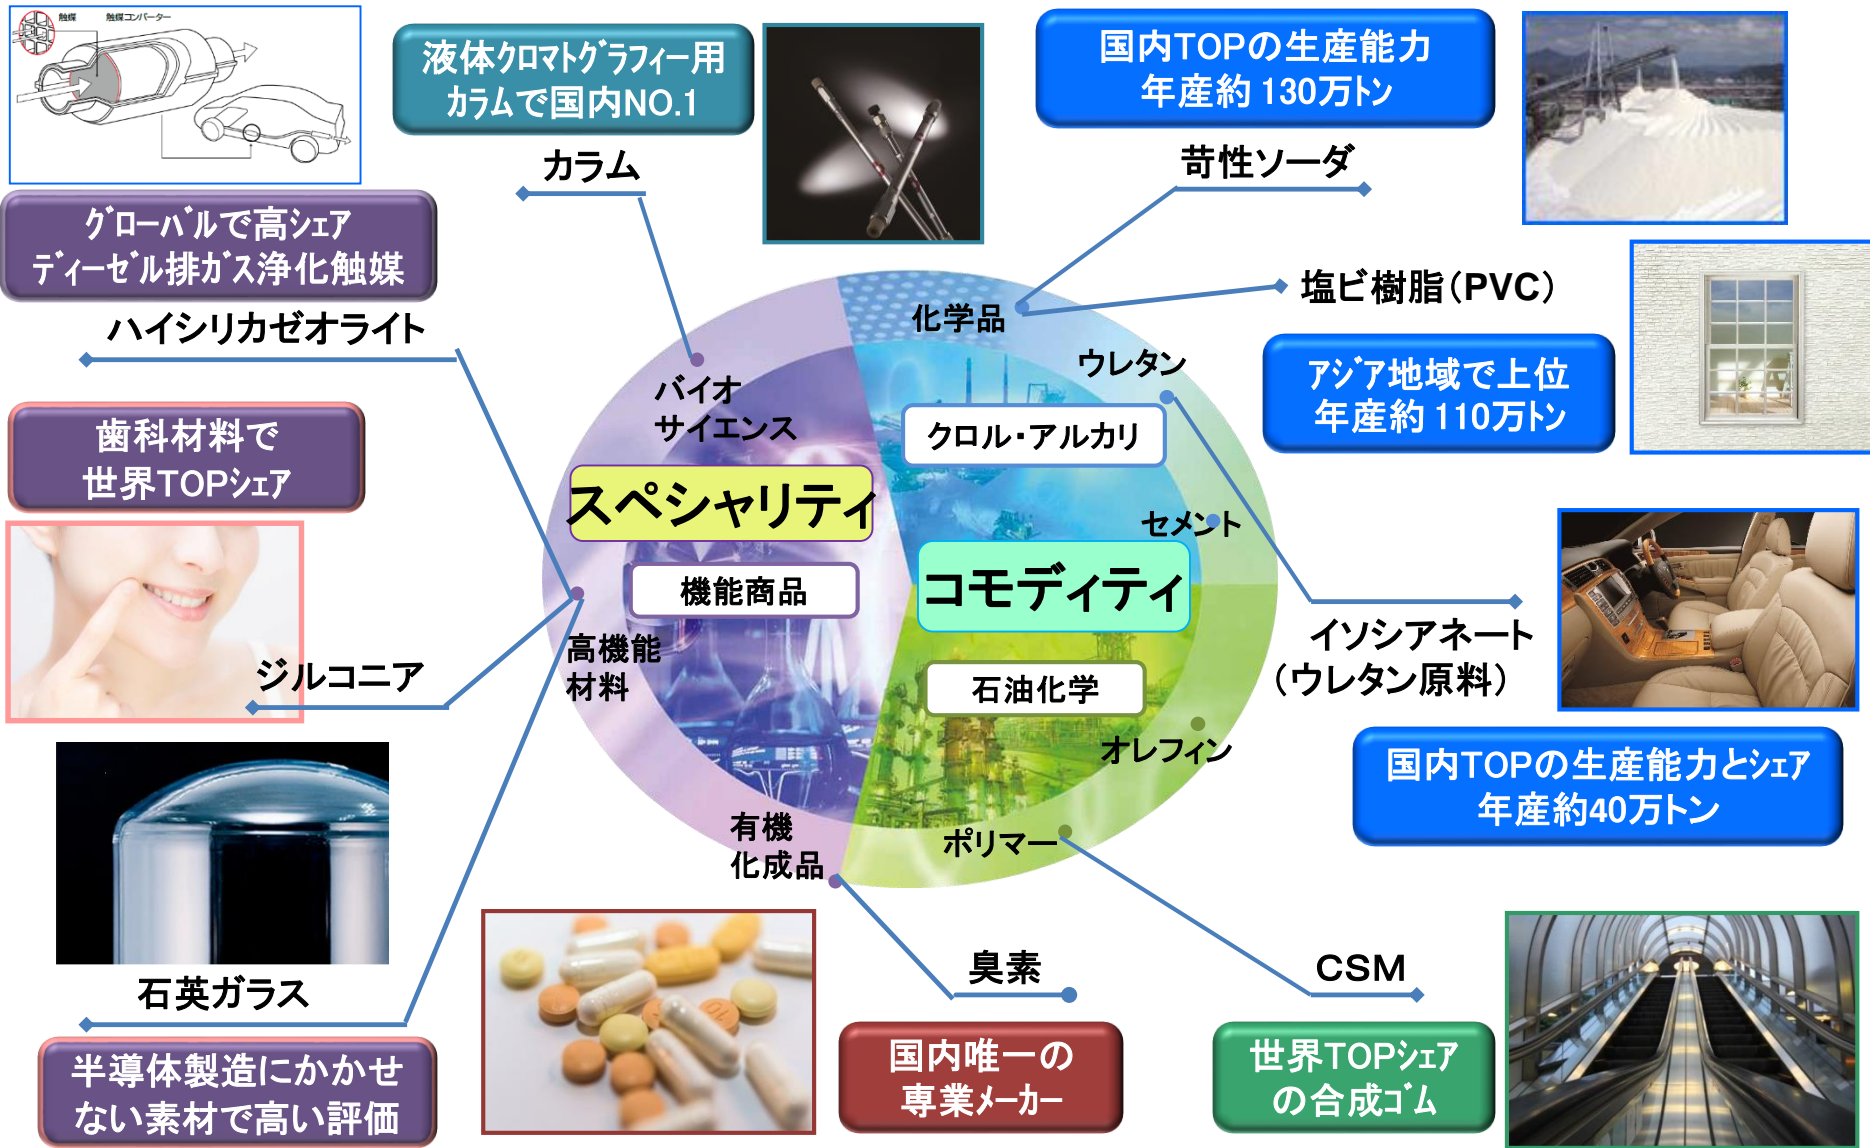 触媒
触媒コンバーター
液体クロマトグラフィー用
カラムで国内NO.1
カラム
国内TOPの生産能力
年産約 130万トン
苛性ソーダ
グローバルで高シェア
ディーゼル排ガス浄化触媒
ハイシリカゼオライト
塩ビ樹脂（PVC）
アジア地域で上位
年産約 110万トン
歯科材料で
世界TOPシェア
ジルコニア
化学品
ウレタン
クロル・アルカリ
セメント
バイオ
サイエンス
スペシャリティ
機能商品
コモディティ
高機能
材料
石油化学
オレフィン
ポリマー
有機
化成品
イソシアネート
（ウレタン原料）
国内TOPの生産能力とシェア
年産約40万トン
石英ガラス
半導体製造にかかせ
ない素材で高い評価
臭素
国内唯一の
専業メーカー
CSM
世界TOPシェア
の合成ゴム